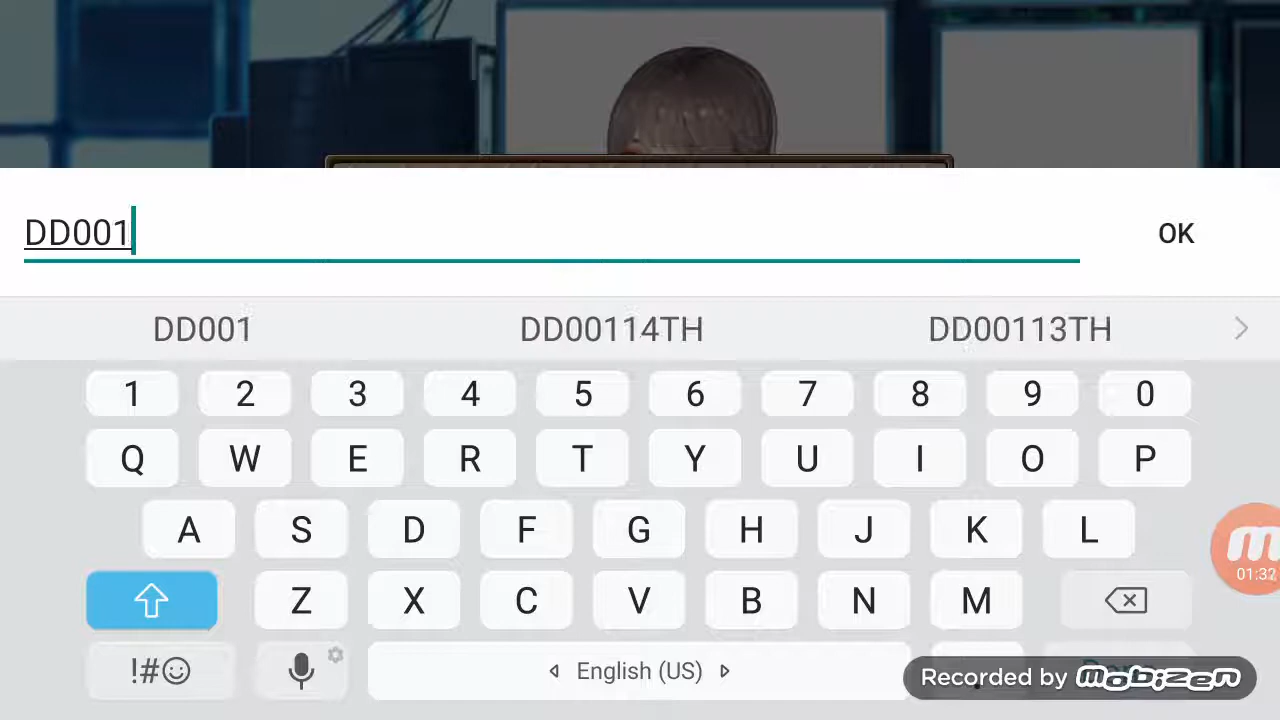 DD001
OK
DD001 DD00114TH DD00113TH
1 2 3 4 5 6 7 8 9 0
Q W E R T Y U I O P
A S D F G H J K L
Z X C V B N M
01:32
!#☺ English (US)
Recorded by mobizen